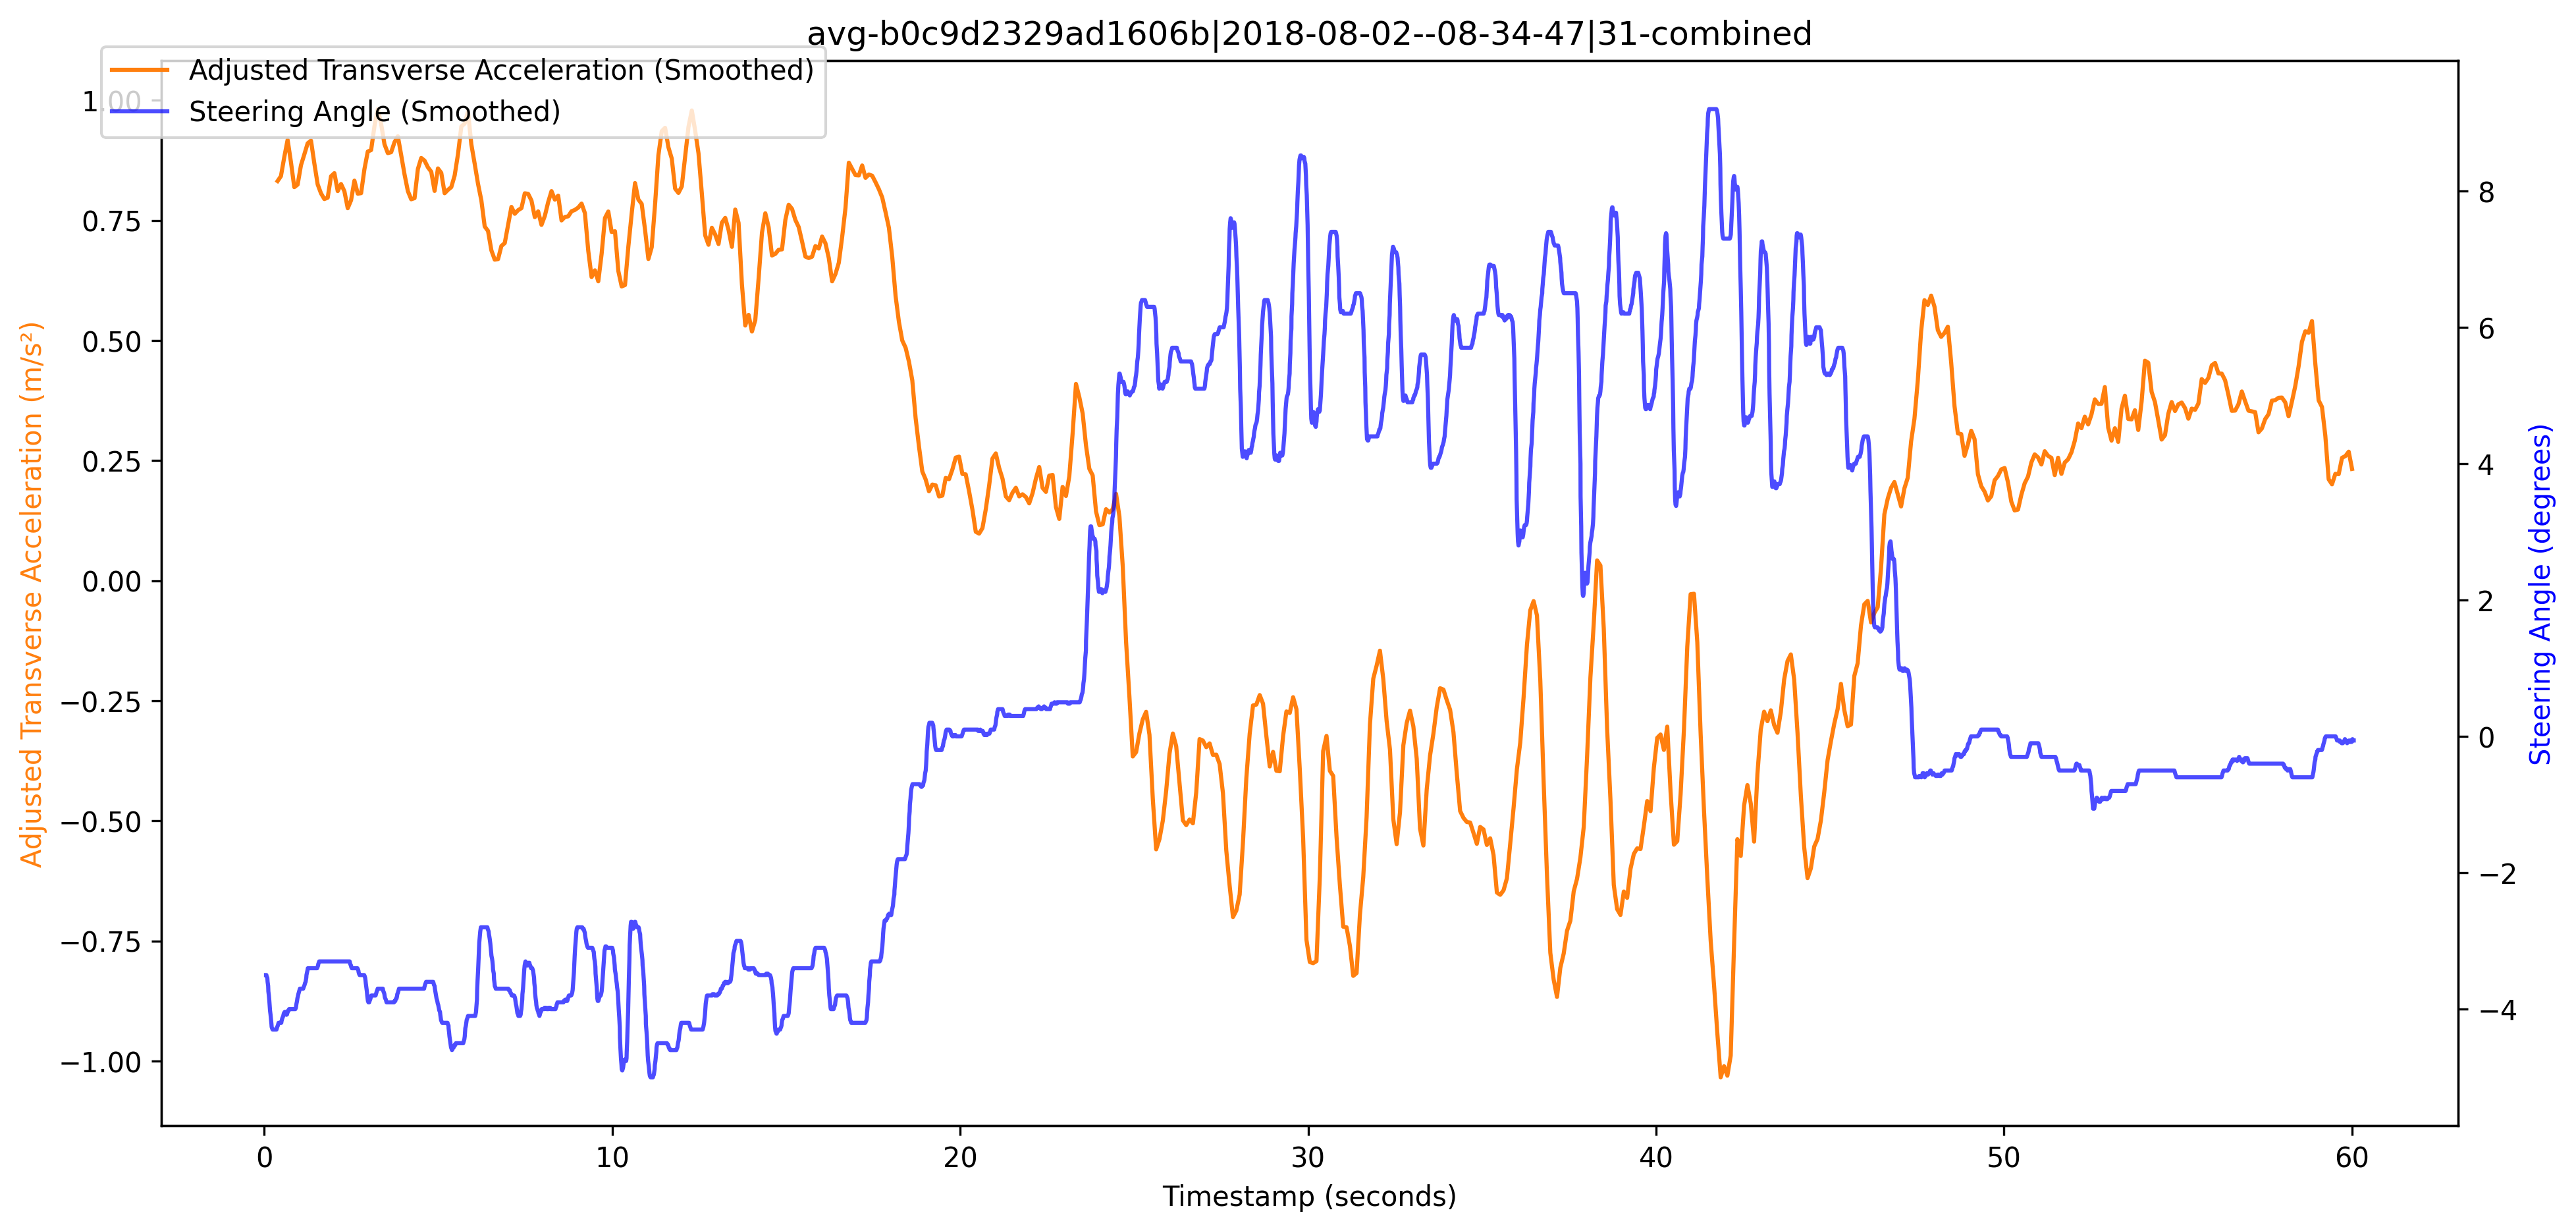 avg-b0c9d2329ad1606b|2018-08-02--08-34-47|31-combined
Adjusted Transverse Acceleration (Smoothed)
Steering Angle (Smoothed)
1.00
0.75
0.50
0.25
0.00
−0.25
−0.50
−0.75
−1.00
Adjusted Transverse Acceleration (m/s²)
8
6
4
2
0
−2
−4
Steering Angle (degrees)
0 10 20 30 40 50 60
Timestamp (seconds)